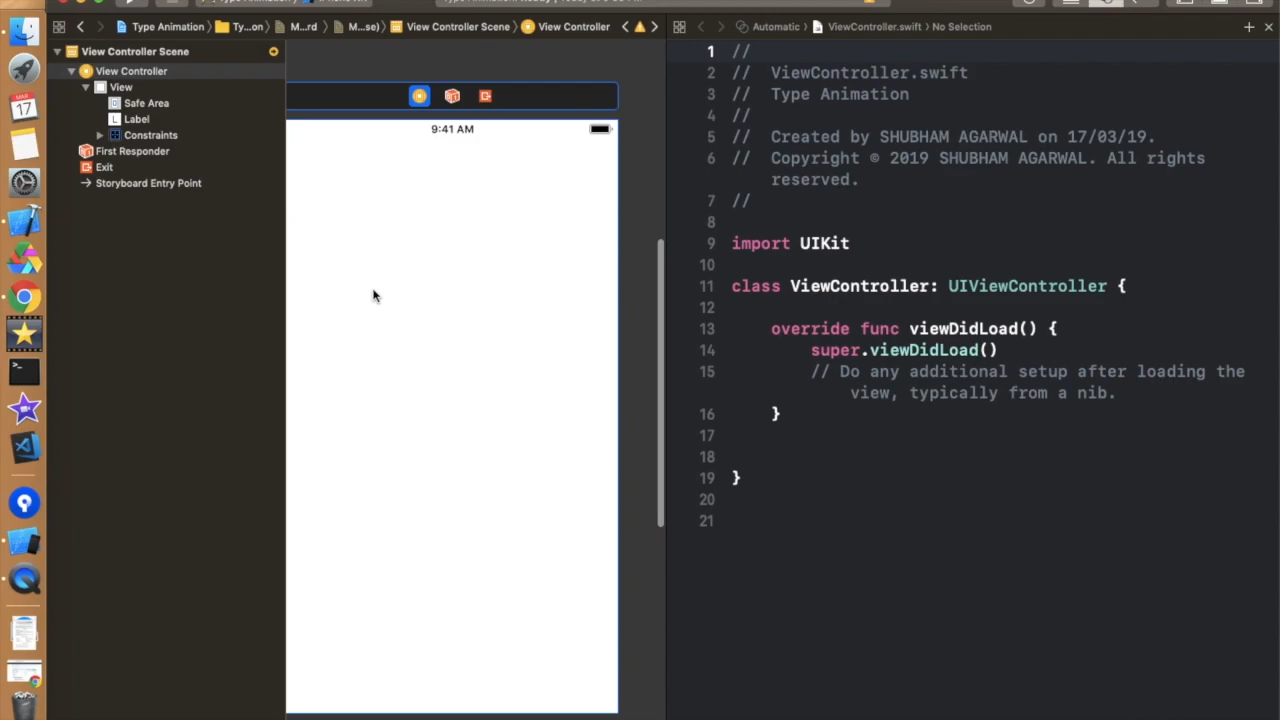 Type Animation
Ty...on
M...rd
M...se)
View Controller Scene
View Controller
Automatic
ViewController.swift
No Selection
View Controller Scene
View Controller
View
Safe Area
L Label
Constraints
First Responder
Exit
Storyboard Entry Point
MAR
17
9:41 AM
1 //
2 //  ViewController.swift
3 //  Type Animation
4 //
5 //  Created by SHUBHAM AGARWAL on 17/03/19.
6 //  Copyright © 2019 SHUBHAM AGARWAL. All rights
reserved.
7 //
8
9 import UIKit
10
11 class ViewController: UIViewController {
12
13 override func viewDidLoad() {
14 super.viewDidLoad()
15 // Do any additional setup after loading the
view, typically from a nib.
16 }
17
18
19 }
20
21